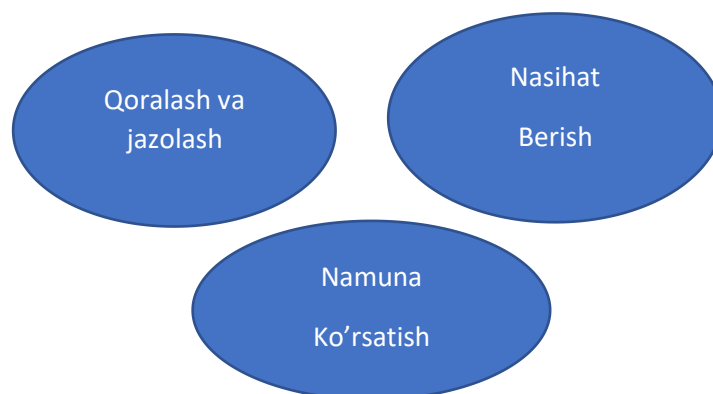 Qoralash va
jazolash
Nasihat
Berish
Namuna
Ko’rsatish